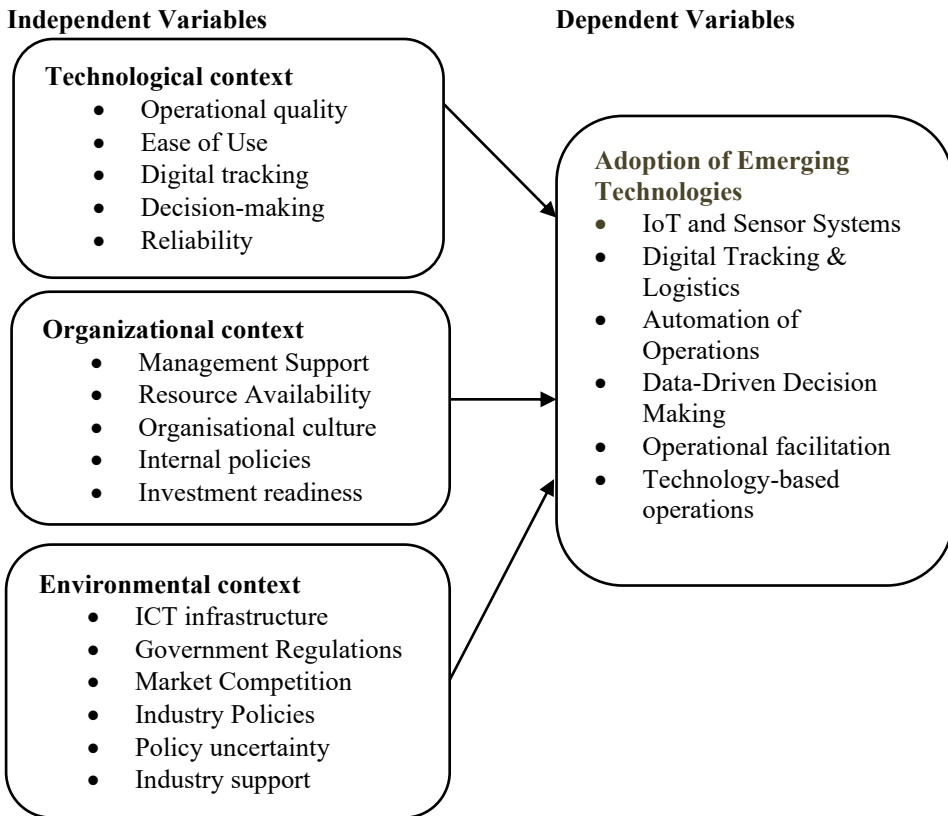 Independent Variables
Dependent Variables
Technological context
• Operational quality
• Ease of Use
• Digital tracking
• Decision-making
• Reliability
Organizational context
• Management Support
• Resource Availability
• Organisational culture
• Internal policies
• Investment readiness
Environmental context
• ICT infrastructure
• Government Regulations
• Market Competition
• Industry Policies
• Policy uncertainty
• Industry support
Adoption of Emerging
Technologies
• IoT and Sensor Systems
• Digital Tracking &
Logistics
• Automation of
Operations
• Data-Driven Decision
Making
• Operational facilitation
• Technology-based
operations